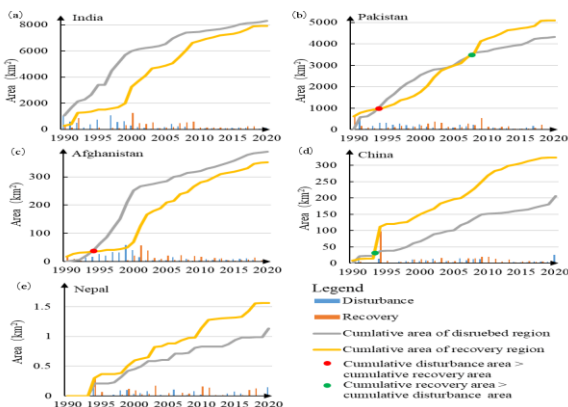 (a)
India
Area (km²)
8000
6000
4000
2000
0
1990 1995 2000 2005 2010 2015 2020
(b)
Pakistan
Area (km²)
5000
4000
3000
2000
1000
0
1990 1995 2000 2005 2010 2015 2020
(c)
Afghanistan
Area (km²)
300
200
100
0
1990 1995 2000 2005 2010 2015 2020
(d)
China
Area (km²)
300
250
200
150
100
50
0
1990 1995 2000 2005 2010 2015 2020
(e)
Nepal
Area (km²)
1.5
1
0.5
0
1990 1995 2000 2005 2010 2015 2020
Legend
Disturbance
Recovery
Cumlative area of disruebed region
Cumlative area of recovery region
Cumulative disturbance area >
cumulative recovery area
Cumulative recovery area >
cumulative disturbance area